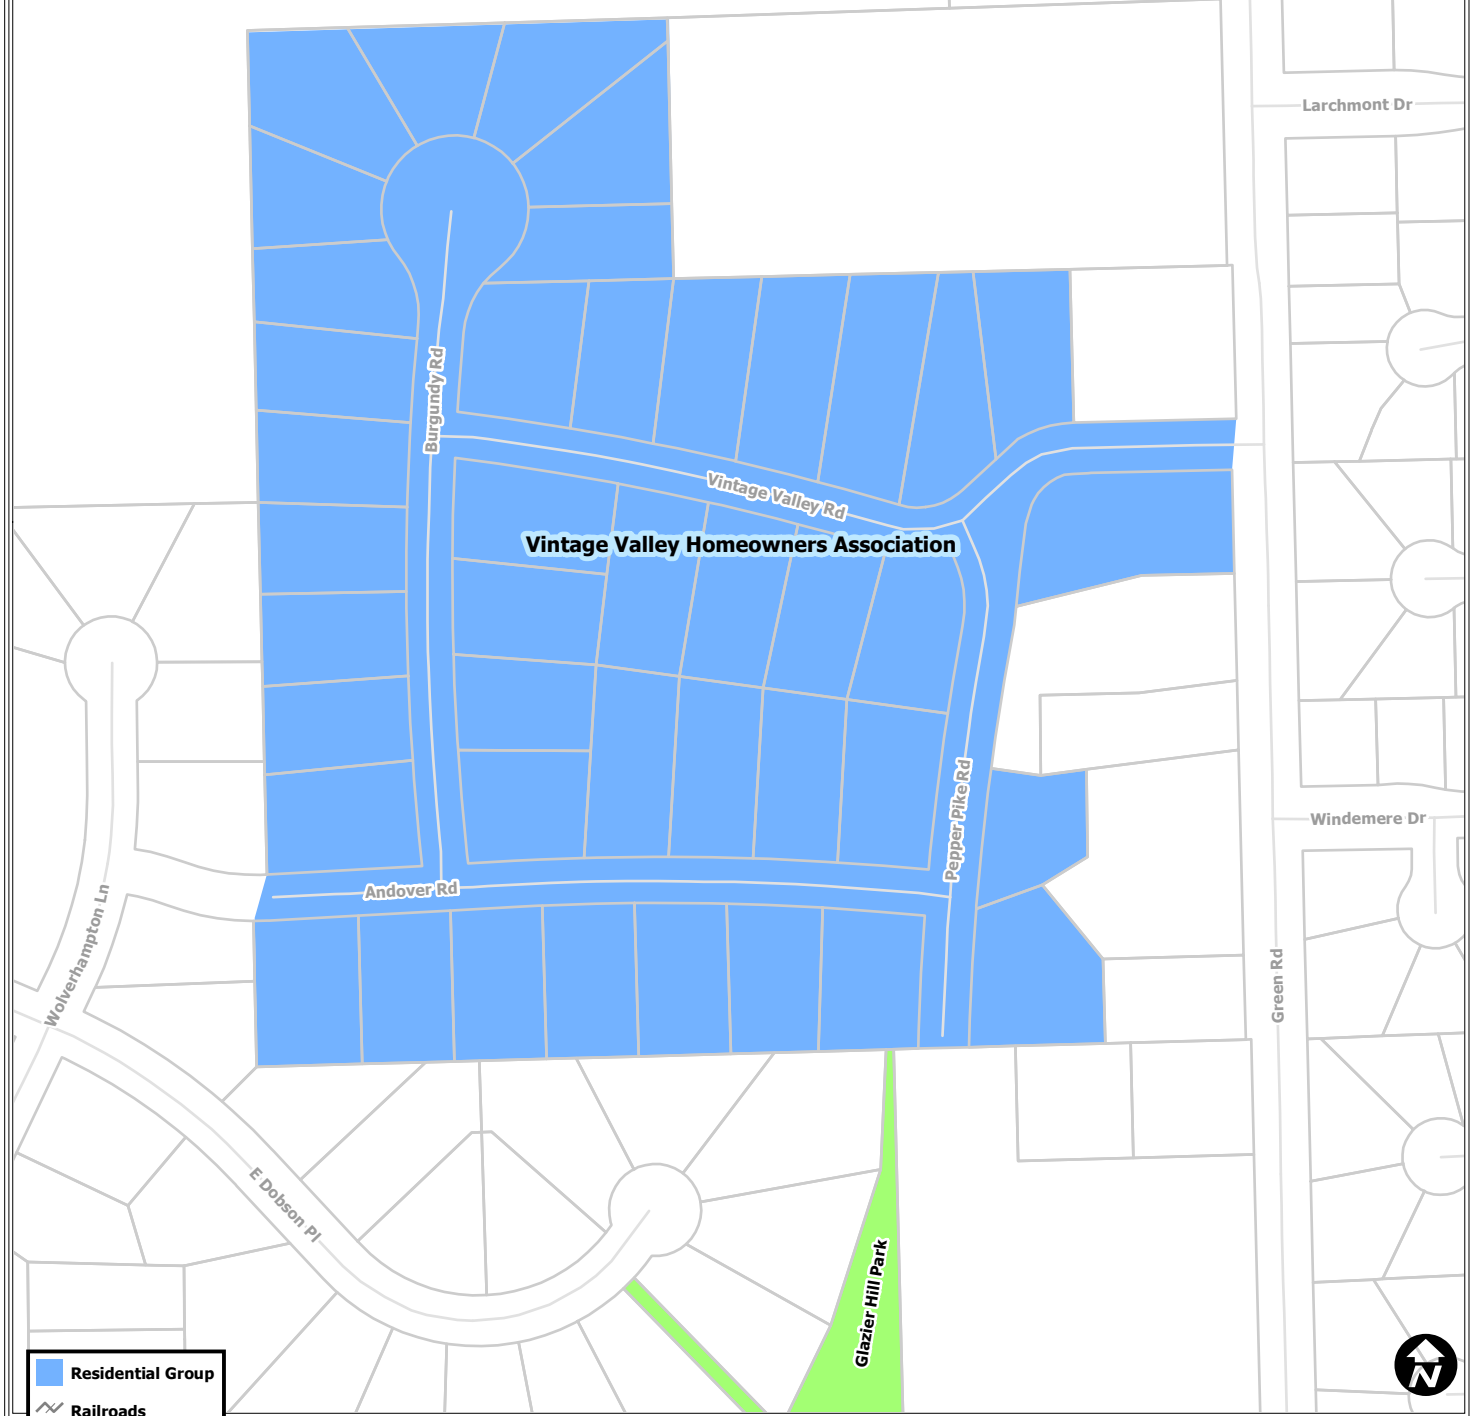 Larchmont Dr
Burgundy Rd
Vintage Valley Rd
Vintage Valley Homeowners Association
Pepper Pike Rd
Windemere Dr
Andover Rd
Wolverhampton Ln
Green Rd
E Dobson Pl
Glazier Hill Park
Residential Group
Railroads
N